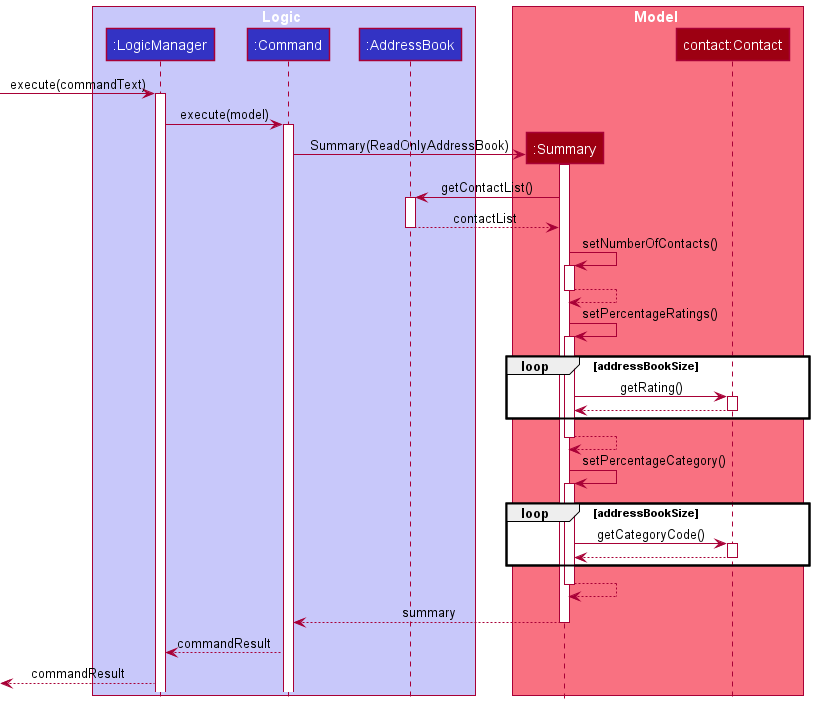 Logic
Model
:LogicManager
:Command
:AddressBook
contact:Contact
execute(commandText)
execute(model)
Summary(ReadOnlyAddressBook)
:Summary
getContactList()
contactList
setNumberOfContacts()
setPercentageRatings()
loop
[addressBookSize]
getRating()
setPercentageCategory()
loop
[addressBookSize]
getCategoryCode()
summary
commandResult
commandResult